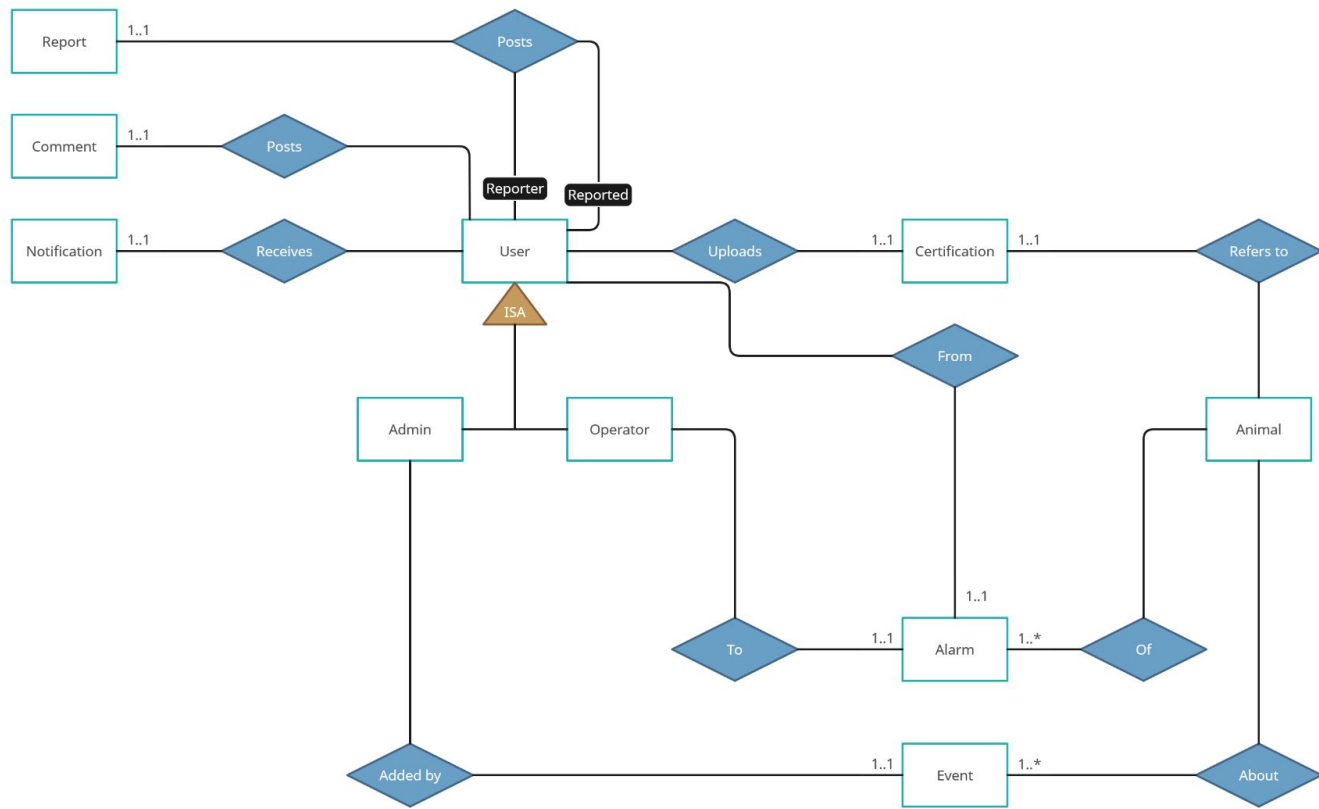 Report
1..1
Posts
Comment
1..1
Posts
Reporter
Reported
Notification
1..1
Receives
User
Uploads
1..1
Certification
1..1
Refers to
ISA
From
Admin
Operator
Animal
1..1
To
1..1
Alarm
1..*
Of
Added by
1..1
Event
1..*
About